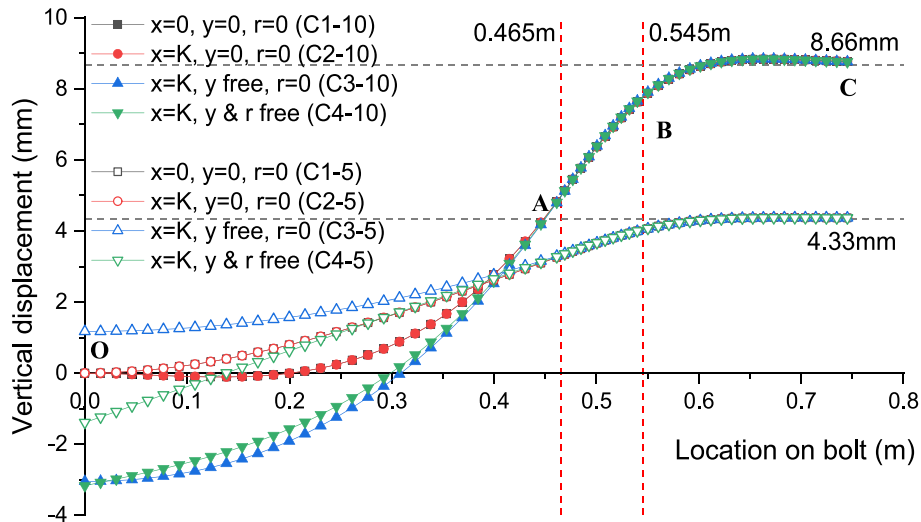 x=0, y=0, r=0 (C1-10)
x=K, y=0, r=0 (C2-10)
x=K, y free, r=0 (C3-10)
x=K, y & r free (C4-10)
x=0, y=0, r=0 (C1-5)
x=K, y=0, r=0 (C2-5)
x=K, y free, r=0 (C3-5)
x=K, y & r free (C4-5)
0.465m
0.545m
8.66mm
C
B
A
4.33mm
O
10
8
6
4
2
0
-2
-4
0.0
0.1
0.2
0.3
0.4
0.5
0.6
0.7
0.8
Vertical displacement (mm)
Location on bolt (m)